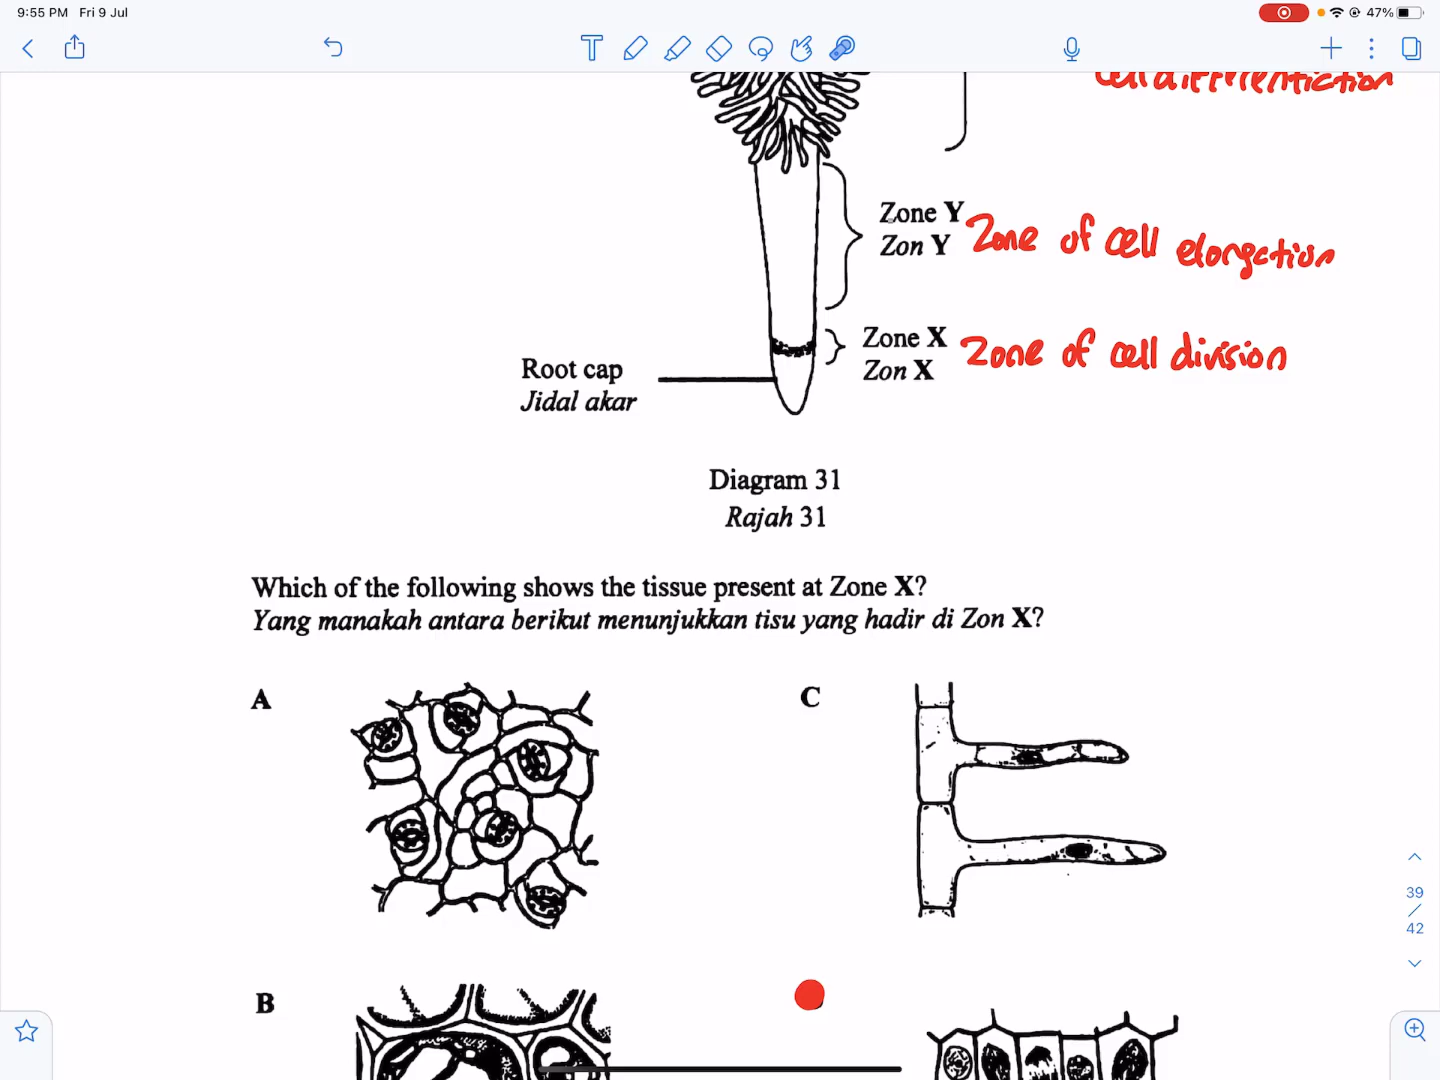 9:55 PM Fri 9 Jul
47%
Zone Y Zone of cell elongation
Zon Y
Zone X Zone of cell division
Zon X
Root cap
Jidal akar
Diagram 31
Rajah 31
Which of the following shows the tissue present at Zone X?
Yang manakah antara berikut menunjukkan tisu yang hadir di Zon X?
A
C
39
/
42
B